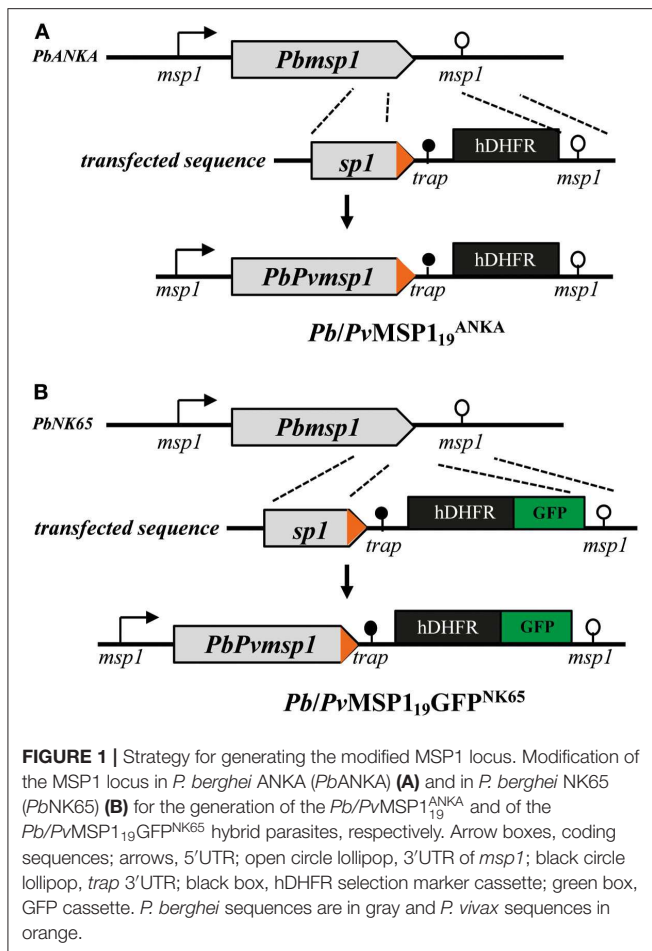 A
PbANKA
msp1
Pbmsp1
msp1
transfected sequence
sp1
trap
hDHFR
msp1
msp1
PbPvmsp1
trap
hDHFR
msp1
Pb/PvMSP1₁₉ᴬᴺᴷᴬ
B
PbNK65
msp1
Pbmsp1
msp1
transfected sequence
sp1
trap
hDHFR
GFP
msp1
msp1
PbPvmsp1
trap
hDHFR
GFP
msp1
Pb/PvMSP1₁₉GFPᴺᴷ⁶⁵
FIGURE 1 | Strategy for generating the modified MSP1 locus. Modification of
the MSP1 locus in P. berghei ANKA (PbANKA) (A) and in P. berghei NK65
(PbNK65) (B) for the generation of the Pb/PvMSP1₁₉ᴬᴺᴷᴬ and of the
Pb/PvMSP1₁₉GFPᴺᴷ⁶⁵ hybrid parasites, respectively. Arrow boxes, coding
sequences; arrows, 5′UTR; open circle lollipop, 3′UTR of msp1; black circle
lollipop, trap 3′UTR; black box, hDHFR selection marker cassette; green box,
GFP cassette. P. berghei sequences are in gray and P. vivax sequences in
orange.